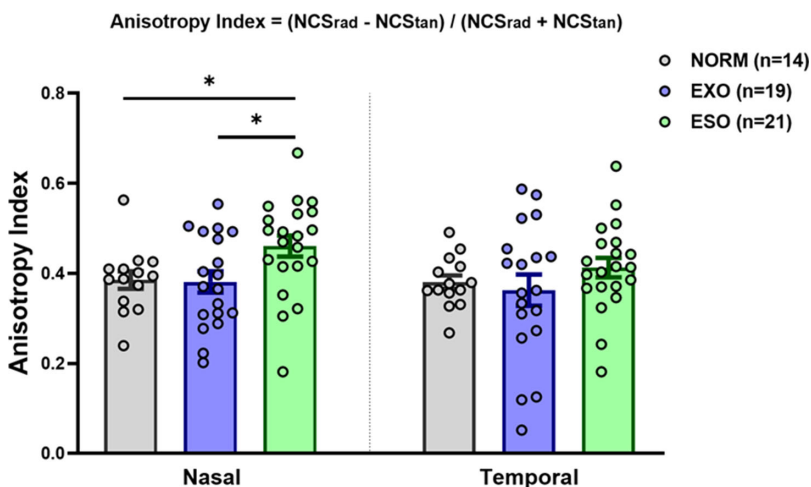 Anisotropy Index = (NCSrad - NCStan) / (NCSrad + NCStan)
NORM (n=14)
EXO (n=19)
ESO (n=21)
Anisotropy Index
0.8
0.6
0.4
0.2
0.0
*
*
Nasal
Temporal